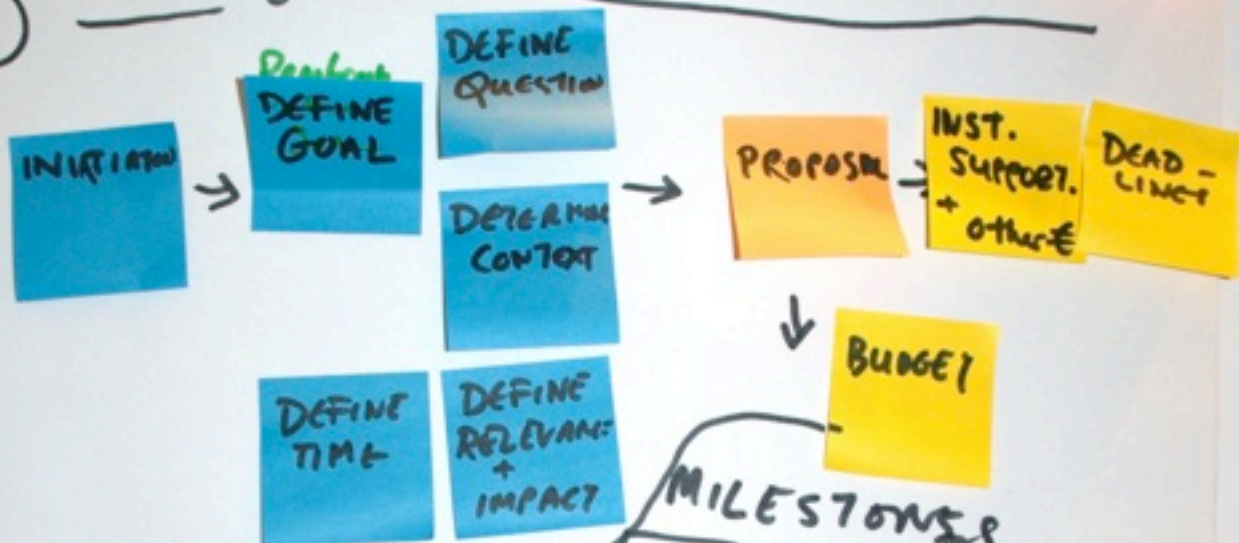 DEFINE
QUESTION
DEFINE
GOAL
INITIATION
PROPOSAL
INST.
SUPPORT.
+
other €
DEAD-
LINES
DETERMINE
CONTEXT
BUDGET
DEFINE
TIME
DEFINE
RELEVANCE
+
IMPACT
MILESTONES